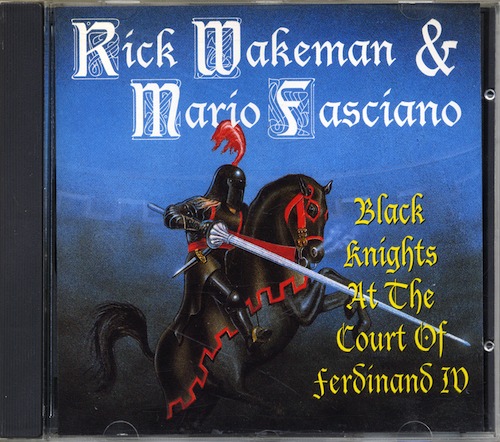 Rick Wakeman &
Mario Fasciano
Black
Knights
At The
Court Of
Ferdinand IV